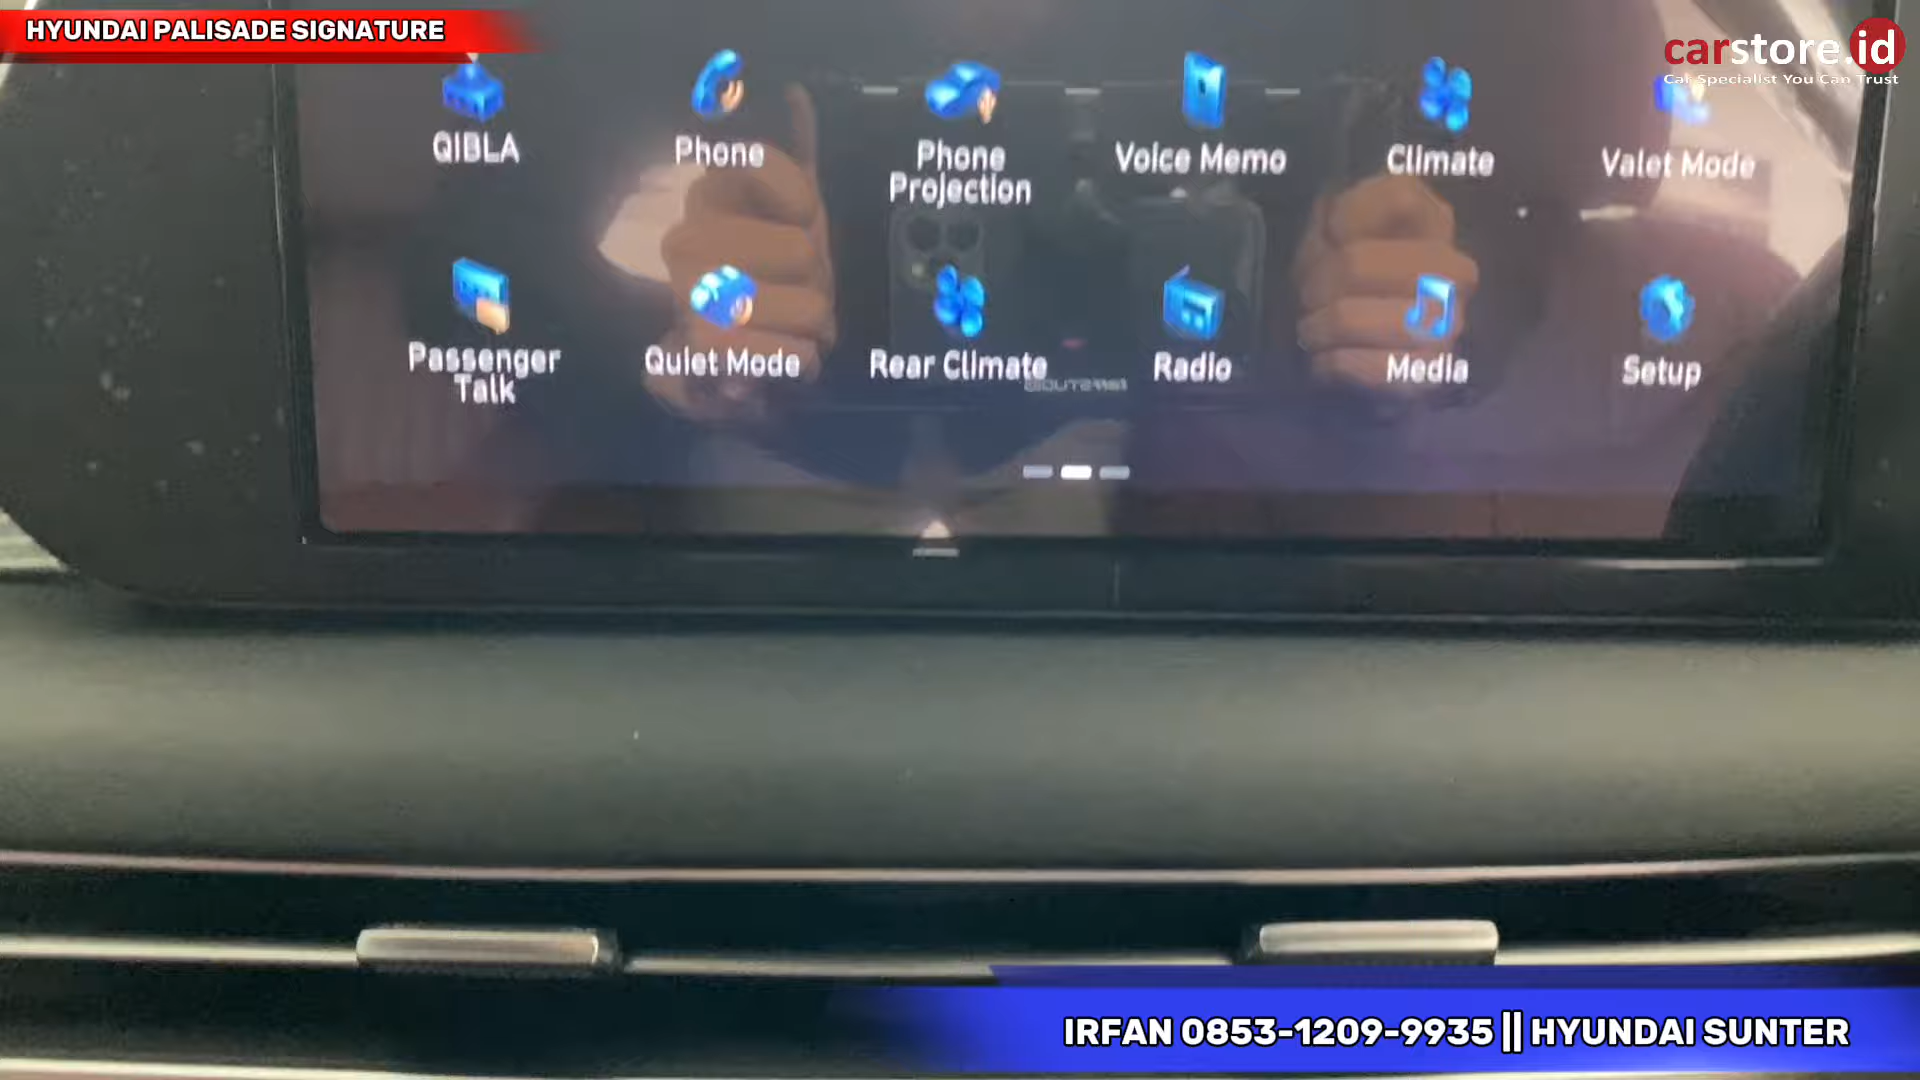 HYUNDAI PALISADE SIGNATURE
carstore.id
Car Specialist You Can Trust
QIBLA
Phone
Phone
Projection
Voice Memo
Climate
Valet Mode
Passenger
Talk
Quiet Mode
Rear Climate
Radio
Media
Setup
IRFAN 0853-1209-9935 || HYUNDAI SUNTER